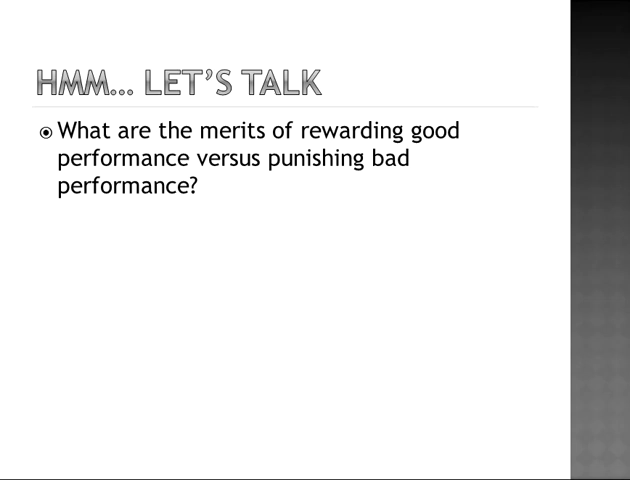 HMM... LET'S TALK
What are the merits of rewarding good
performance versus punishing bad
performance?